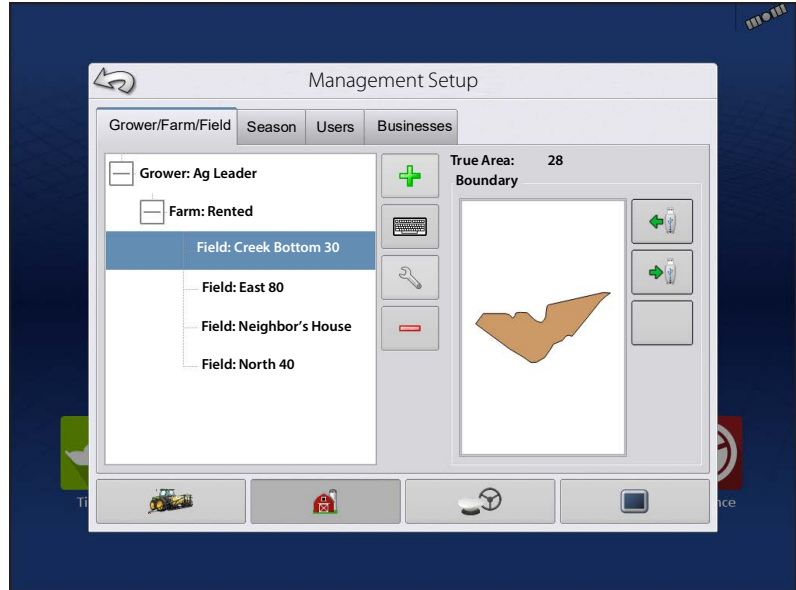 Management Setup
Grower/Farm/Field Season Users Businesses
Grower: Ag Leader
Farm: Rented
Field: Creek Bottom 30
Field: East 80
Field: Neighbor's House
Field: North 40
True Area: 28
Boundary
Ti
nce